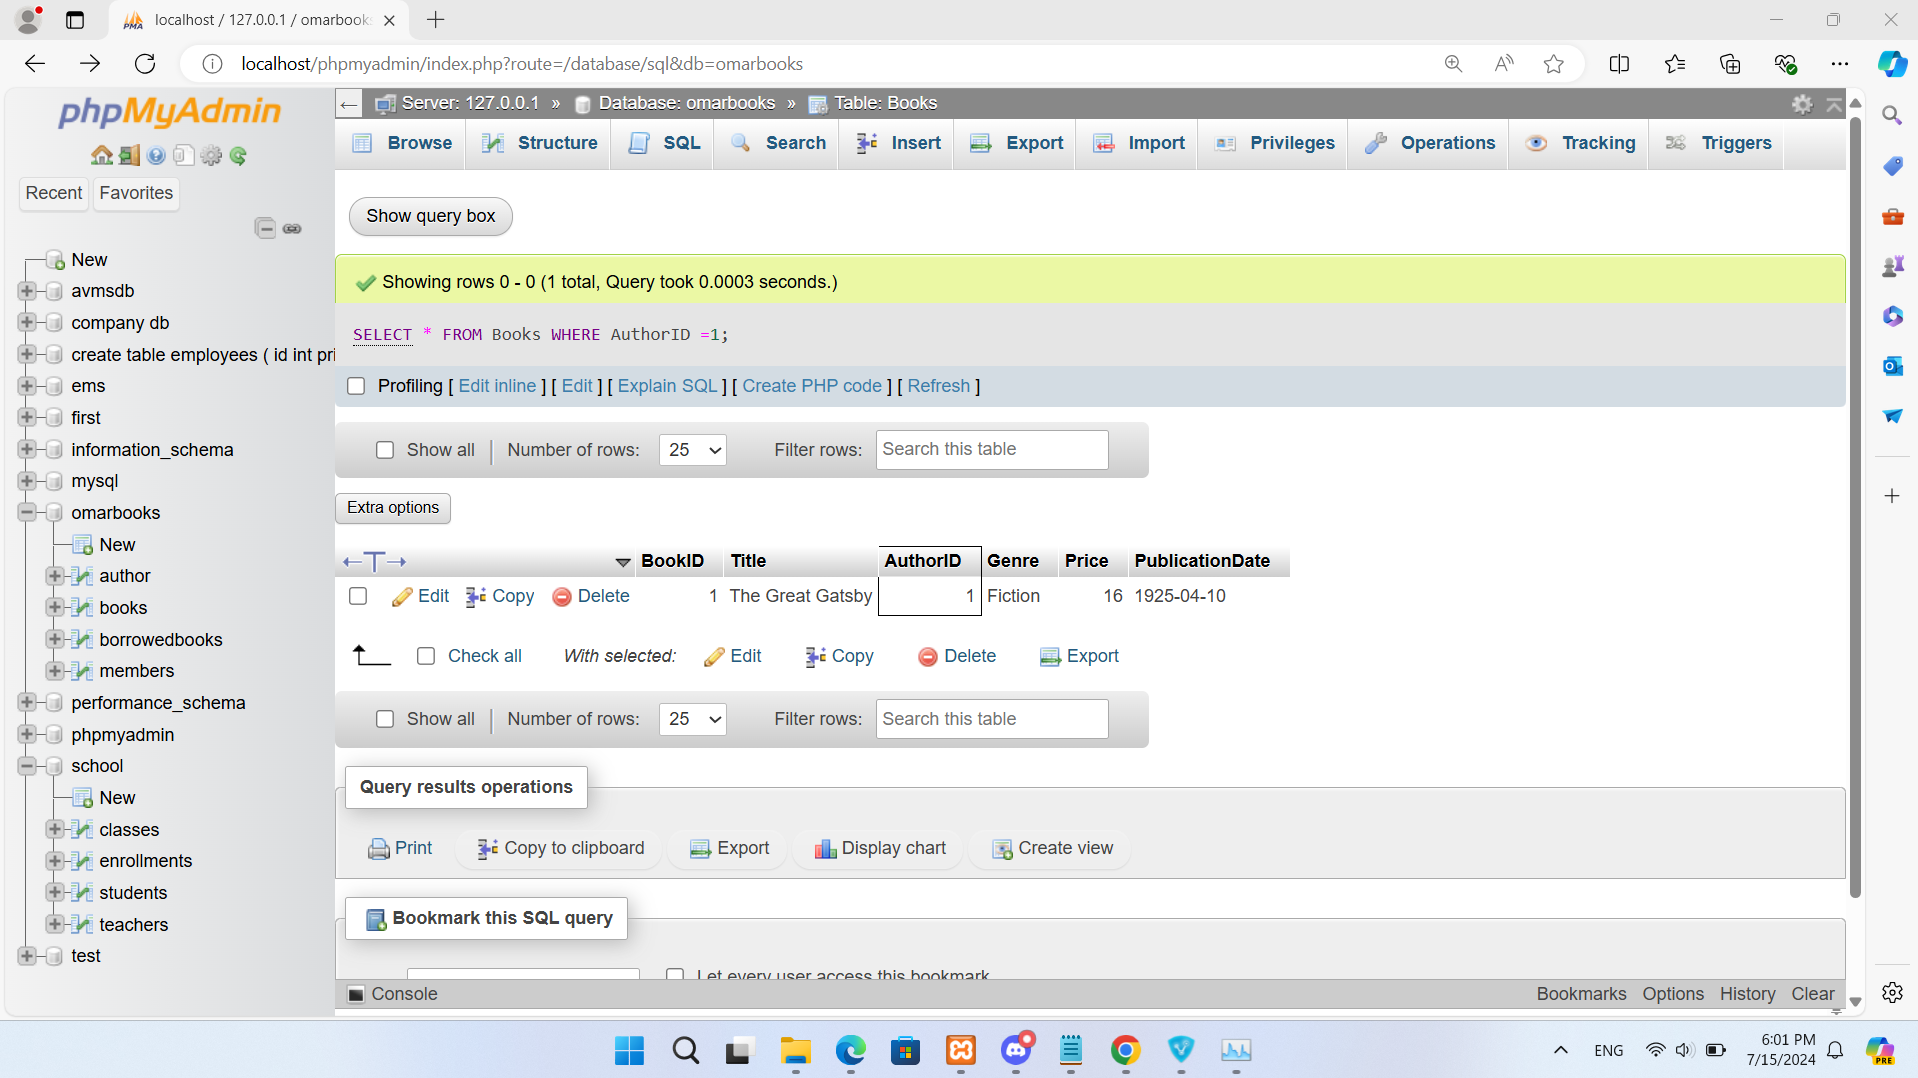 localhost / 127.0.0.1 / omarbooks
localhost/phpmyadmin/index.php?route=/database/sql&db=omarbooks
phpMyAdmin
Recent
Favorites
New
avmsdb
company db
create table employees ( id int pri
ems
first
information_schema
mysql
omarbooks
New
author
books
borrowedbooks
members
performance_schema
phpmyadmin
school
New
classes
enrollments
students
teachers
test
Server: 127.0.0.1 » Database: omarbooks » Table: Books
Browse Structure SQL Search Insert Export Import Privileges Operations Tracking Triggers
Show query box
Showing rows 0 - 0 (1 total, Query took 0.0003 seconds.)
SELECT * FROM Books WHERE AuthorID =1;
Profiling [ Edit inline ] [ Edit ] [ Explain SQL ] [ Create PHP code ] [ Refresh ]
Show all | Number of rows: 25 Filter rows: Search this table
Extra options
BookID Title AuthorID Genre Price PublicationDate
Edit Copy Delete 1 The Great Gatsby 1 Fiction 16 1925-04-10
Check all With selected: Edit Copy Delete Export
Show all | Number of rows: 25 Filter rows: Search this table
Query results operations
Print Copy to clipboard Export Display chart Create view
Bookmark this SQL query
Let every user access this bookmark
Console
Bookmarks Options History Clear
ENG
6:01 PM
7/15/2024
PRE